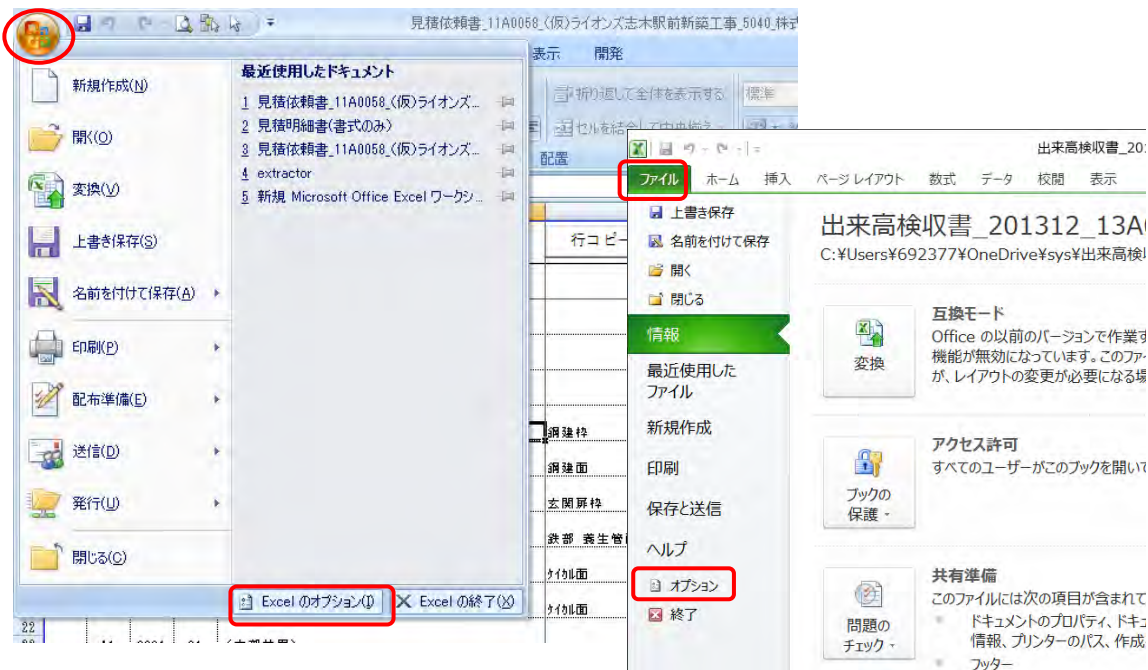 見積依頼書_11A0058_(仮)ライオンズ志木駅前新築工事_5040_株式
表示 開発
新規作成(N)
開く(O)
変換(V)
上書き保存(S)
名前を付けて保存(A)
印刷(P)
配布準備(E)
送信(D)
発行(U)
閉じる(C)
最近使用したドキュメント
1 見積依頼書_11A0058_(仮)ライオンズ...
2 見積明細書(書式のみ)
3 見積依頼書_11A0058_(仮)ライオンズ...
4 extractor
5 新規 Microsoft Office Excel ワークシ...
Excel のオプション(I)
Excel の終了(X)
折り返して全体を表示する
標準
セルを結合して中央揃え
配置
行コピー
鋼建枠
鋼建面
玄関扉枠
鉄部 養生管
ケイカル面
ケイカル面
22
出来高検収書_201
ファイル ホーム 挿入 ページ レイアウト 数式 データ 校閲 表示
上書き保存
名前を付けて保存
開く
閉じる
情報
最近使用した
ファイル
新規作成
印刷
保存と送信
ヘルプ
オプション
終了
出来高検収書_201312_13A0
C:¥Users¥692377¥OneDrive¥sys¥出来高検収
変換
互換モード
Office の以前のバージョンで作業す
機能が無効になっています。このファイ
が、レイアウトの変更が必要になる場
ブックの
保護
アクセス許可
すべてのユーザーがこのブックを開いて
問題の
チェック
共有準備
このファイルには次の項目が含まれて
ドキュメントのプロパティ、ドキュ
情報、プリンターのパス、作成
フッター